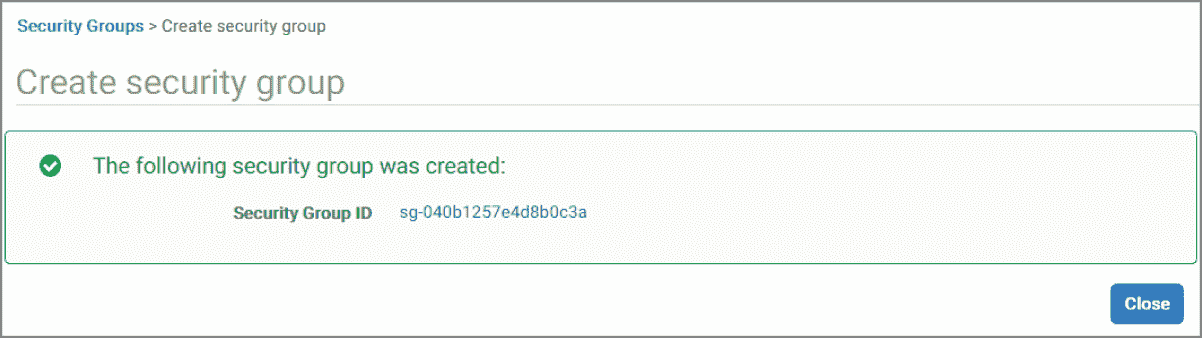 Security Groups > Create security group
Create security group
The following security group was created:
Security Group ID sg-040b1257e4d8b0c3a
Close